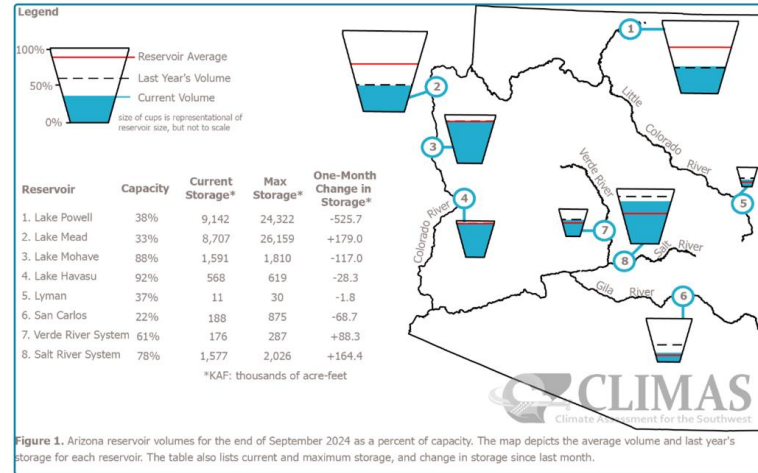 Legend
100%
50%
0%
Reservoir Average
Last Year's Volume
Current Volume
size of cups is representational of
reservoir size, but not to scale
Reservoir Capacity Current Storage* Max Storage* One-Month Change in Storage*
1. Lake Powell 38% 9,142 24,322 -525.7
2. Lake Mead 33% 8,707 26,159 +179.0
3. Lake Mohave 88% 1,591 1,810 -117.0
4. Lake Havasu 92% 568 619 -28.3
5. Lyman 37% 11 30 -1.8
6. San Carlos 22% 188 875 -68.7
7. Verde River System 61% 176 287 +88.3
8. Salt River System 78% 1,577 2,026 +164.4
*KAF: thousands of acre-feet
1
2
3
4
5
6
7
8
Little Colorado River
Verde River
Colorado River
Salt River
Gila River
CLIMAS
Climate Assessment for the Southwest
Figure 1. Arizona reservoir volumes for the end of September 2024 as a percent of capacity. The map depicts the average volume and last year's
storage for each reservoir. The table also lists current and maximum storage, and change in storage since last month.